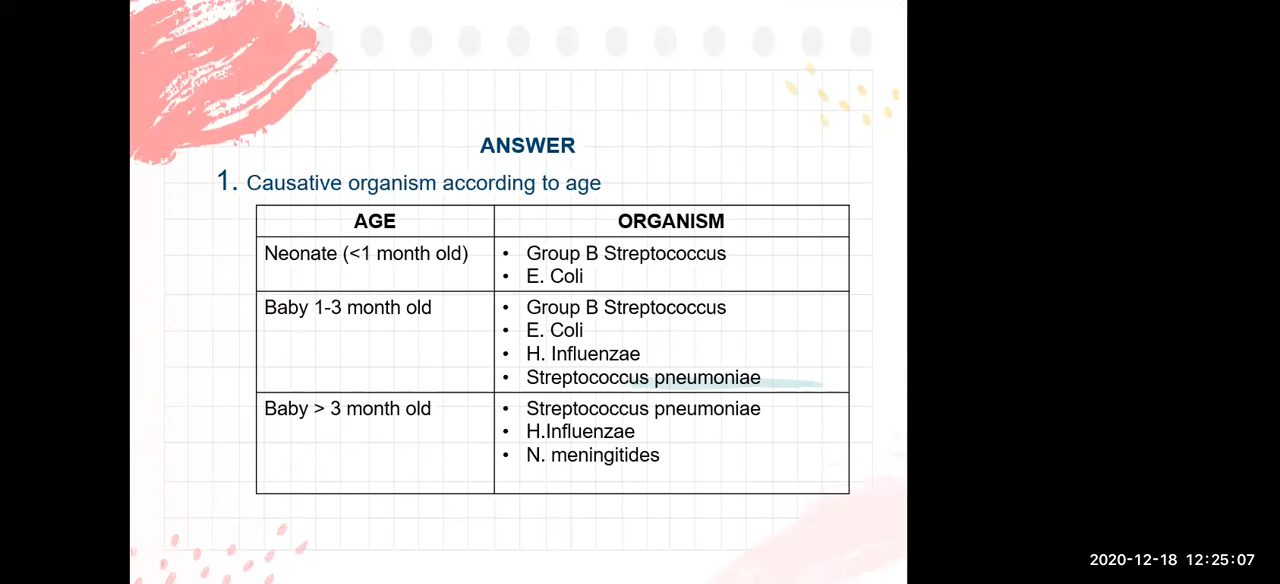 ANSWER
1. Causative organism according to age
AGE ORGANISM
Neonate (<1 month old) • Group B Streptococcus
• E. Coli
Baby 1-3 month old • Group B Streptococcus
• E. Coli
• H. Influenzae
• Streptococcus pneumoniae
Baby > 3 month old • Streptococcus pneumoniae
• H.Influenzae
• N. meningitides
2020-12-18 12:25:07